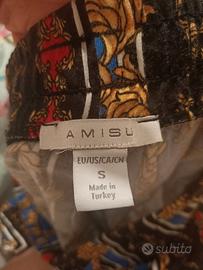 AMISU
EU/US/CA/CN
S
Made in
Turkey
subito